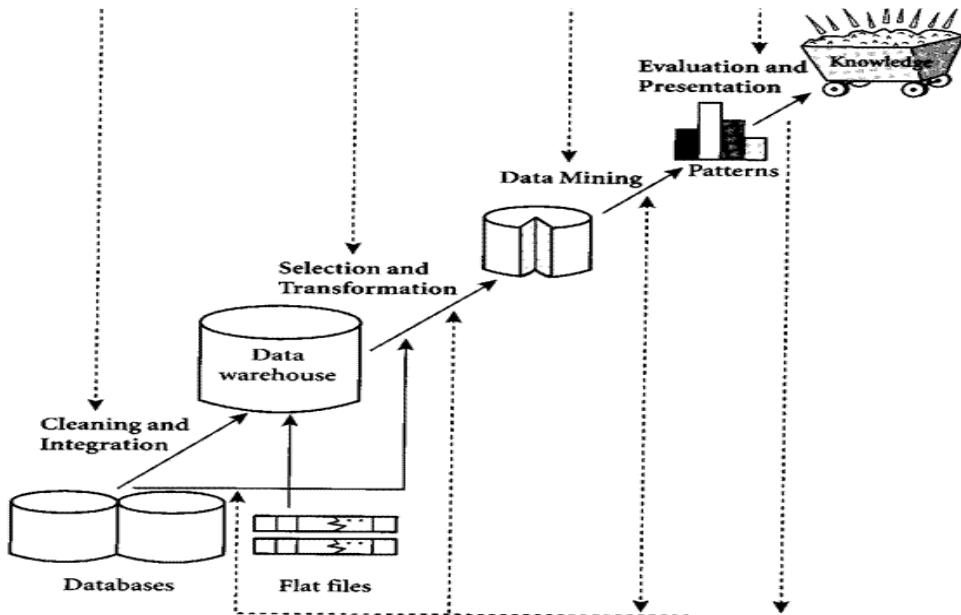 Knowledge
Evaluation and
Presentation
Patterns
Data Mining
Selection and
Transformation
Data
warehouse
Cleaning and
Integration
Databases
Flat files